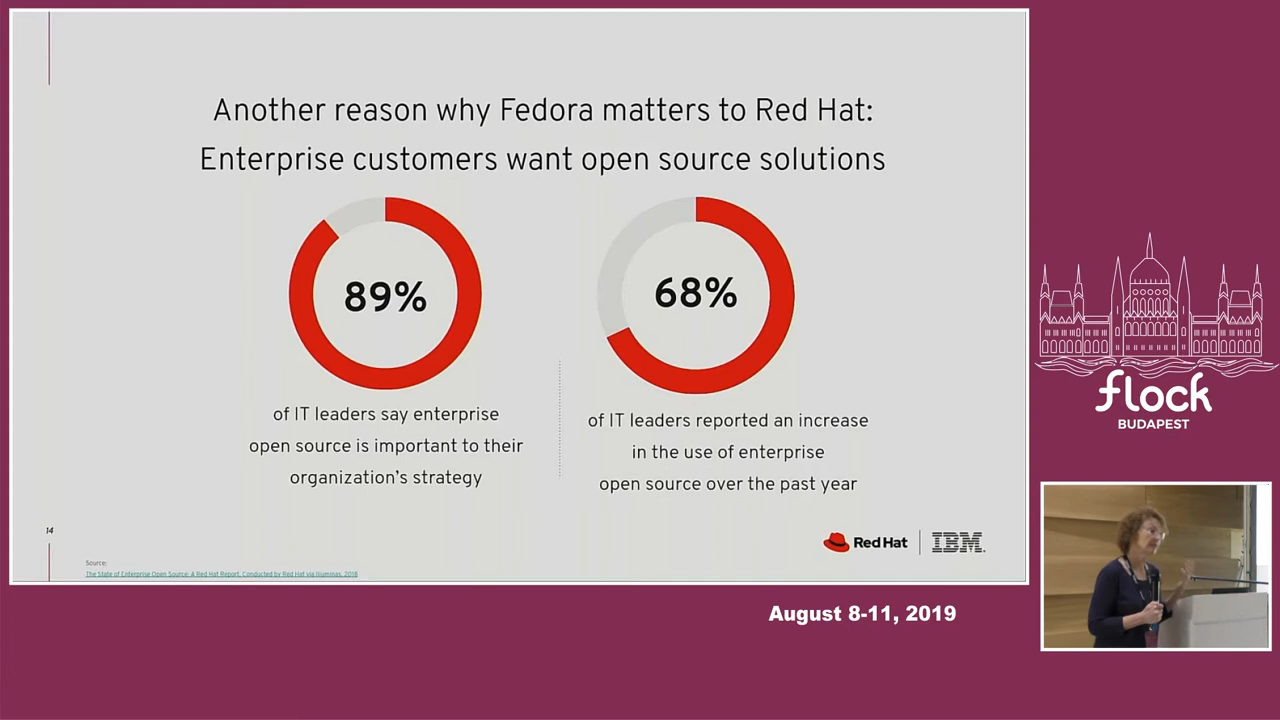 Another reason why Fedora matters to Red Hat:
Enterprise customers want open source solutions
89%
of IT leaders say enterprise
open source is important to their
organization's strategy
68%
of IT leaders reported an increase
in the use of enterprise
open source over the past year
14
Red Hat
IBM.
Source:
The State of Enterprise Open Source: A Red Hat Report, Conducted by Red Hat via Illuminas, 2018
flock
BUDAPEST
August 8-11, 2019